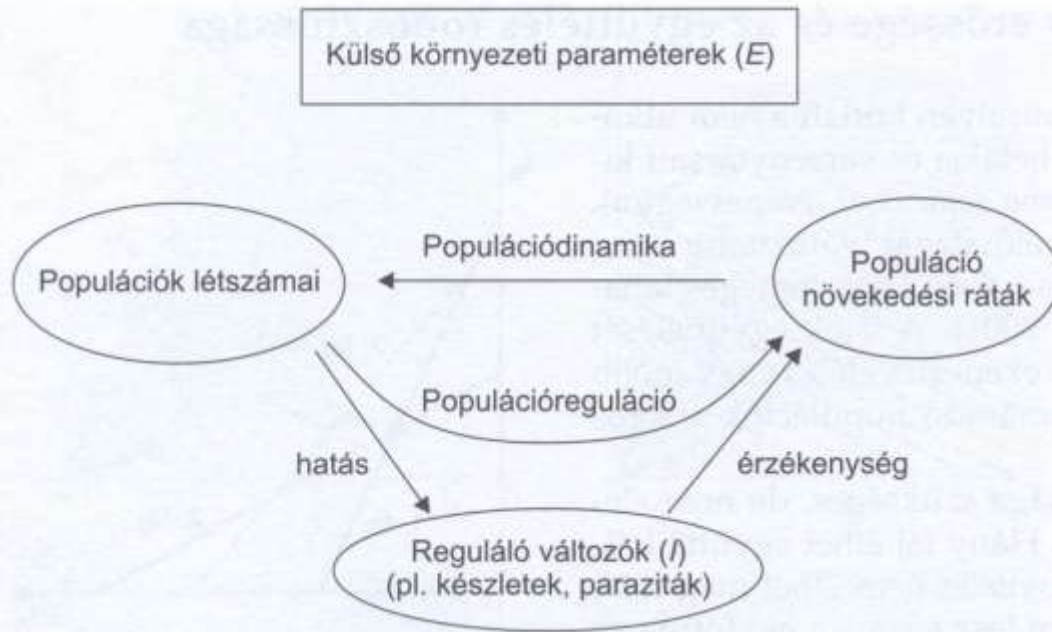 Külső környezeti paraméterek (E)
Populációdinamika
Populációk létszámai
Populáció
növekedési ráták
Populációreguláció
hatás
érzékenység
Reguláló változók (I)
(pl. készletek, paraziták)